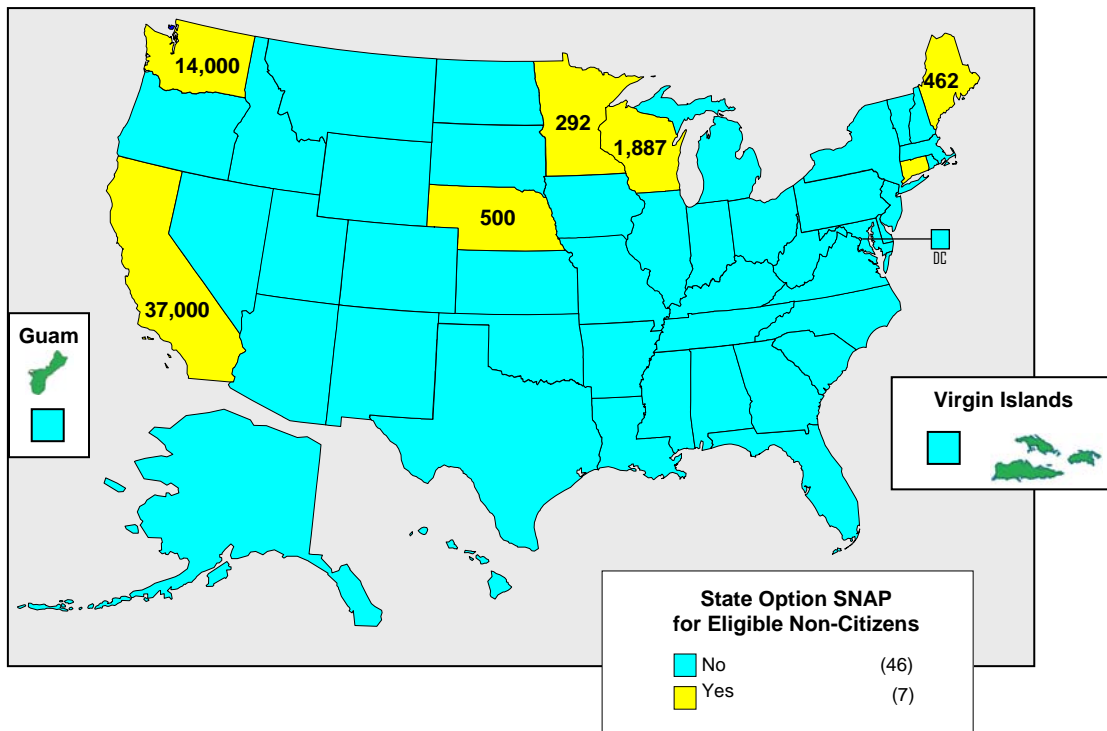 14,000
462
292
1,887
500
DC
37,000
Guam
Virgin Islands
State Option SNAP
for Eligible Non-Citizens
No (46)
Yes (7)